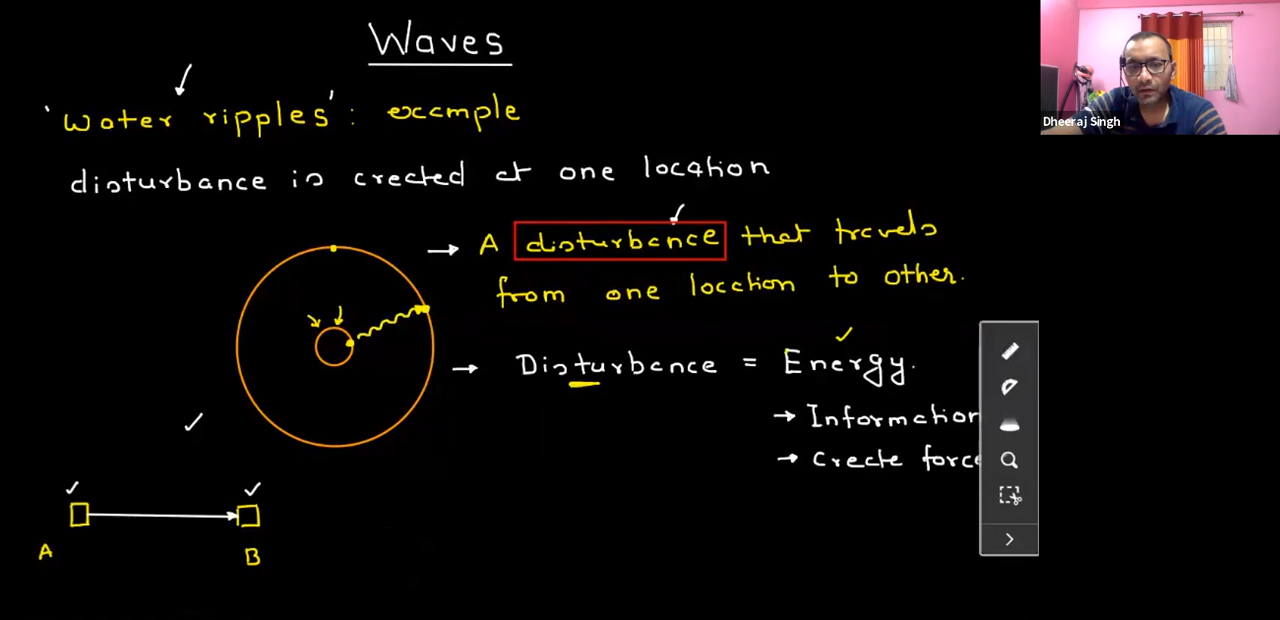 Waves
'Water ripples' : example
disturbance is created at one location
→ A disturbance that travels
from one location to other.
→ Disturbance = Energy.
→ Information
→ Create force
A
B
Dheeraj Singh